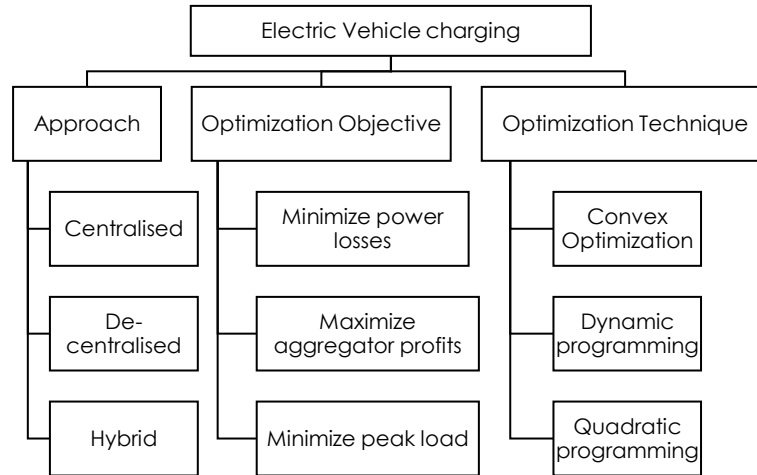 Electric Vehicle charging
Approach
Optimization Objective
Optimization Technique
Centralised
De-
centralised
Hybrid
Minimize power
losses
Maximize
aggregator profits
Minimize peak load
Convex
Optimization
Dynamic
programming
Quadratic
programming